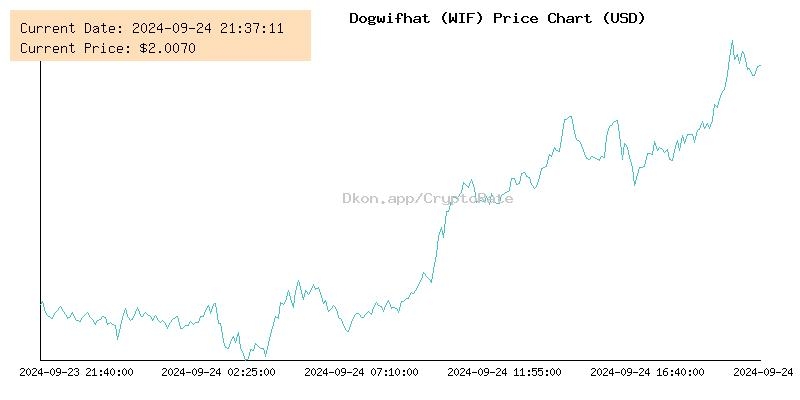 Dogwifhat (WIF) Price Chart (USD)
Current Date: 2024-09-24 21:37:11
Current Price: $2.0070
Dkon.app/CryptoRate
2024-09-23 21:40:00 2024-09-24 02:25:00 2024-09-24 07:10:00 2024-09-24 11:55:00 2024-09-24 16:40:00 2024-09-24